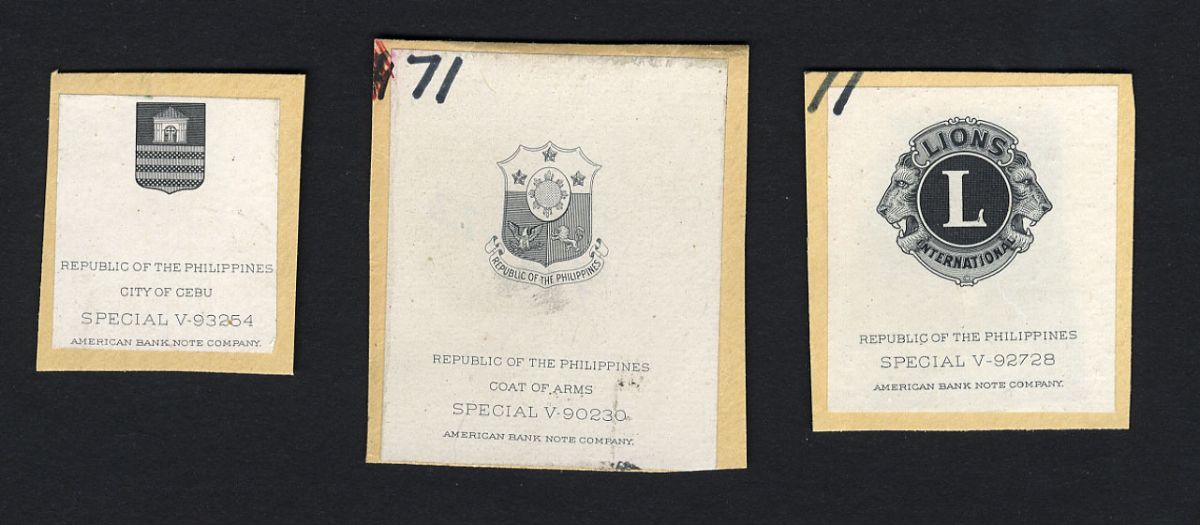 REPUBLIC OF THE PHILIPPINES
CITY OF CEBU
SPECIAL V-93254
AMERICAN BANK NOTE COMPANY.
71
REPUBLIC OF THE PHILIPPINES
REPUBLIC OF THE PHILIPPINES
COAT OF ARMS
SPECIAL V-90230
AMERICAN BANK NOTE COMPANY.
LIONS
L
INTERNATIONAL
REPUBLIC OF THE PHILIPPINES
SPECIAL V-92728
AMERICAN BANK NOTE COMPANY.